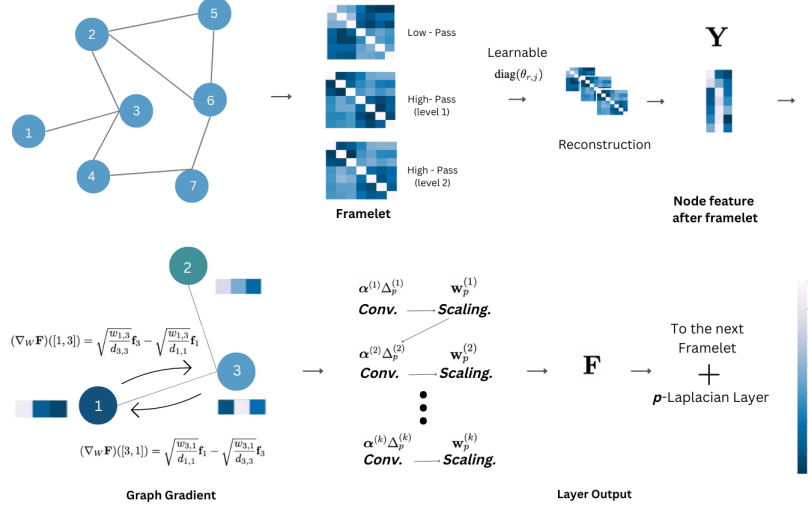 5
2
6
3
1
4
7
Low - Pass
High- Pass
(level 1)
High - Pass
(level 2)
Framelet
Learnable
diag(θ_{r,j})
Reconstruction
Y
Node feature
after framelet
2
(∇_W F)([1, 3]) = √(w_{1,3}/d_{3,3}) f_3 − √(w_{1,3}/d_{1,1}) f_1
3
1
(∇_W F)([3, 1]) = √(w_{3,1}/d_{1,1}) f_1 − √(w_{3,1}/d_{3,3}) f_3
Graph Gradient
α^{(1)}Δ_p^{(1)} w_p^{(1)}
Conv. Scaling.
α^{(2)}Δ_p^{(2)} w_p^{(2)}
Conv. Scaling.
α^{(k)}Δ_p^{(k)} w_p^{(k)}
Conv. Scaling.
F
To the next
Framelet
+
p-Laplacian Layer
Layer Output